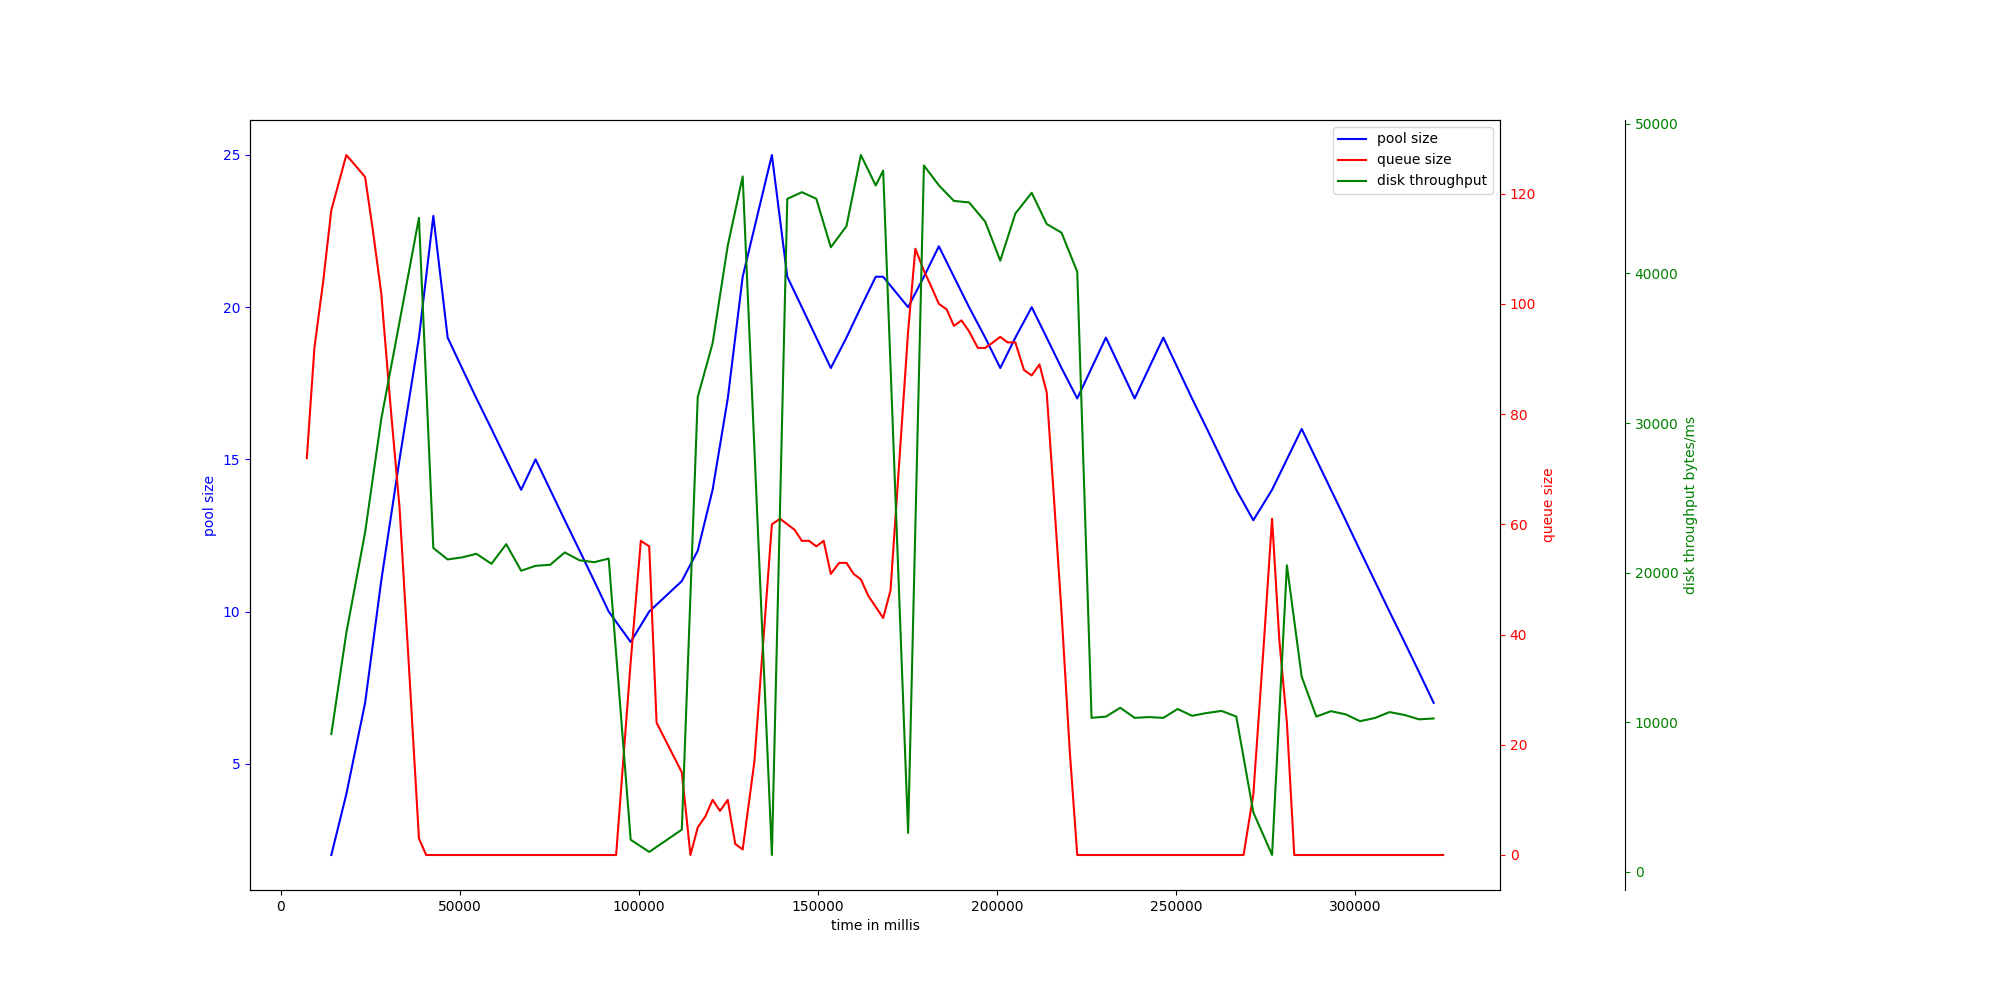 pool size
queue size
disk throughput
25
20
15
10
5
pool size
120
100
80
60
40
20
0
queue size
50000
40000
30000
20000
10000
0
disk throughput bytes/ms
0 50000 100000 150000 200000 250000 300000
time in millis